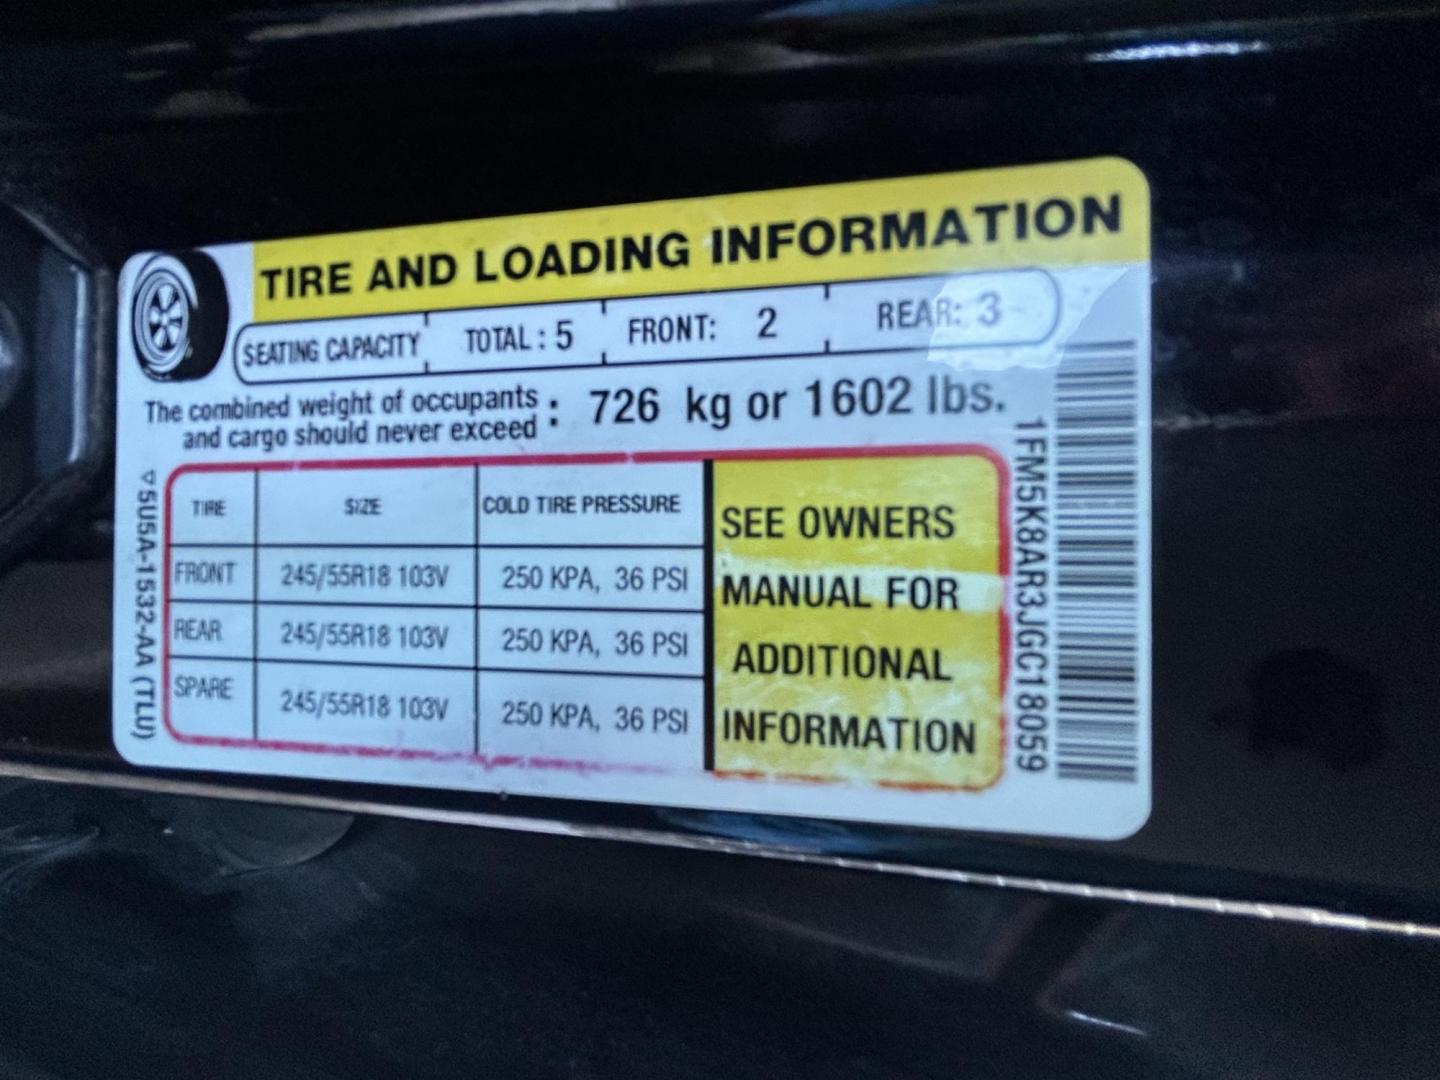 TIRE AND LOADING INFORMATION
SEATING CAPACITY TOTAL : 5 FRONT: 2 REAR: 3
The combined weight of occupants
and cargo should never exceed : 726 kg or 1602 lbs.
TIRE SIZE COLD TIRE PRESSURE
FRONT 245/55R18 103V 250 KPA, 36 PSI
REAR 245/55R18 103V 250 KPA, 36 PSI
SPARE 245/55R18 103V 250 KPA, 36 PSI
SEE OWNERS
MANUAL FOR
ADDITIONAL
INFORMATION
▽5U5A-1532-AA (TLU)
1FM5K8AR3JGC18059